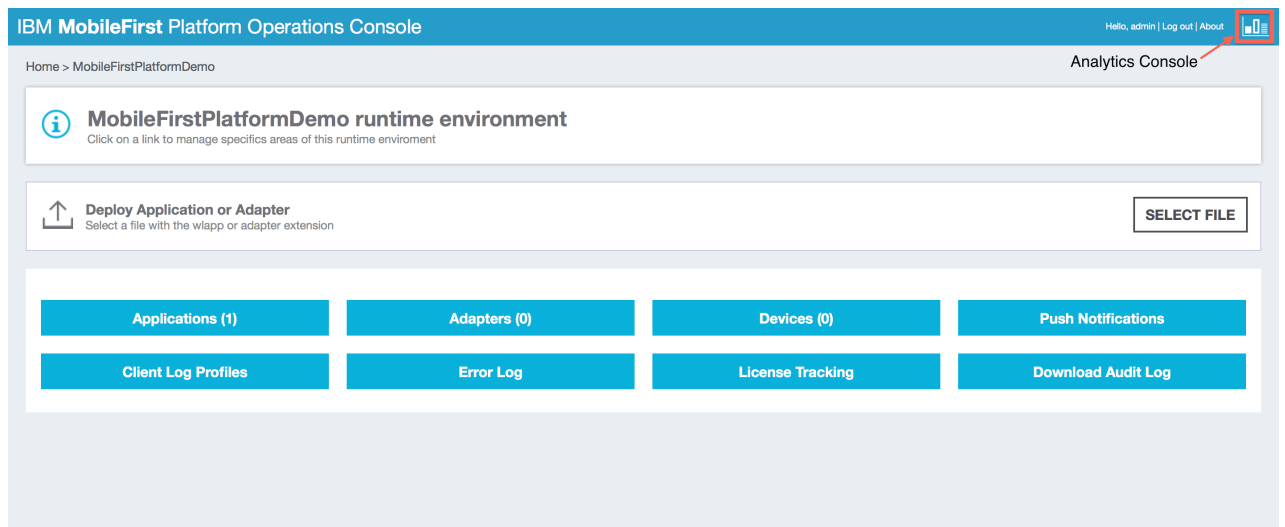 IBM MobileFirst Platform Operations Console
Hello, admin | Log out | About
Analytics Console
Home > MobileFirstPlatformDemo
MobileFirstPlatformDemo runtime environment
Click on a link to manage specifics areas of this runtime enviroment
Deploy Application or Adapter
Select a file with the wlapp or adapter extension
SELECT FILE
Applications (1)
Adapters (0)
Devices (0)
Push Notifications
Client Log Profiles
Error Log
License Tracking
Download Audit Log